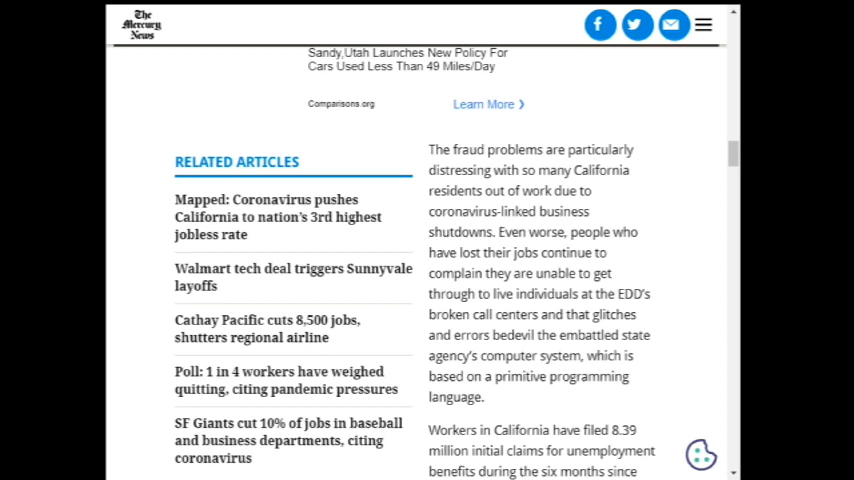 The
Mercury
News
Sandy,Utah Launches New Policy For
Cars Used Less Than 49 Miles/Day
Comparisons.org
Learn More ❯
RELATED ARTICLES
Mapped: Coronavirus pushes
California to nation's 3rd highest
jobless rate
Walmart tech deal triggers Sunnyvale
layoffs
Cathay Pacific cuts 8,500 jobs,
shutters regional airline
Poll: 1 in 4 workers have weighed
quitting, citing pandemic pressures
SF Giants cut 10% of jobs in baseball
and business departments, citing
coronavirus
The fraud problems are particularly
distressing with so many California
residents out of work due to
coronavirus-linked business
shutdowns. Even worse, people who
have lost their jobs continue to
complain they are unable to get
through to live individuals at the EDD's
broken call centers and that glitches
and errors bedevil the embattled state
agency's computer system, which is
based on a primitive programming
language.
Workers in California have filed 8.39
million initial claims for unemployment
benefits during the six months since